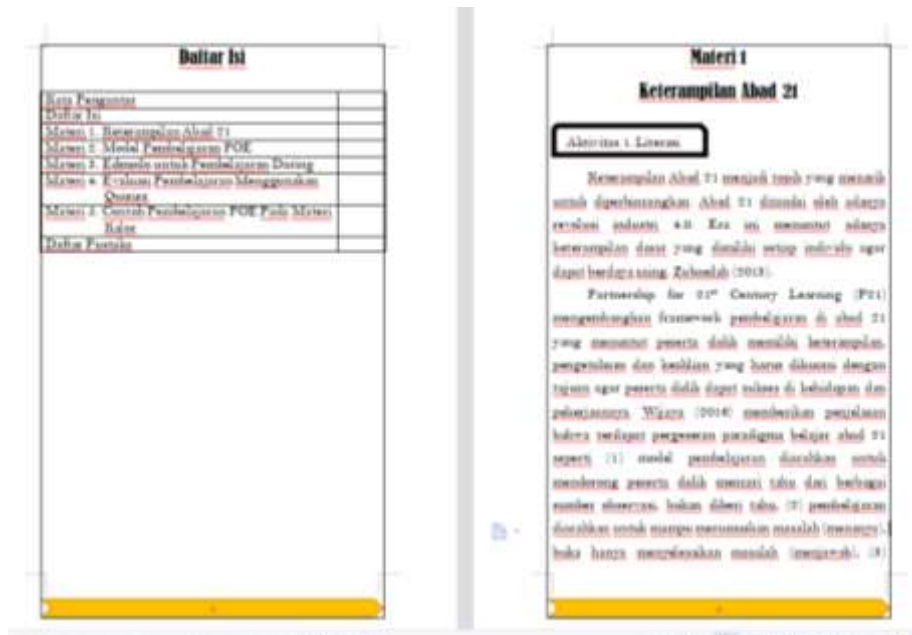 Daftar Isi
Kata Pengantar
Daftar Isi
Materi 1. Keterampilan Abad 21
Materi 2. Model Pembelajaran POE
Materi 3. Edmodo untuk Pembelajaran Daring
Materi 4. Evaluasi Pembelajaran Menggunakan
Quizizz
Materi 5. Contoh Pembelajaran POE Pada Materi
Kalor
Daftar Pustaka
Materi 1
Keterampilan Abad 21
Aktivitas 1. Literasi
Keterampilan Abad 21 menjadi topik yang menarik
untuk diperbincangkan. Abad 21 ditandai oleh adanya
revolusi industri 4.0. Era ini menuntut adanya
keterampilan dasar yang dimiliki setiap individu agar
dapat berdaya saing. (2018).
Partnership for 21st Century Learning (P21)
mengembangkan framework pembelajaran di abad 21
yang menuntut peserta didik memiliki keterampilan,
pengetahuan dan keahlian yang harus dikuasai dengan
tujuan agar peserta didik dapat sukses di kehidupan dan
pekerjaannya. Wijaya (2016) memberikan penjelasan
bahwa terdapat pergeseran paradigma belajar abad 21
seperti (1) model pembelajaran diarahkan untuk
mendorong peserta didik mencari tahu dari berbagai
sumber observasi, bukan diberi tahu, (2) pembelajaran
diarahkan untuk mampu merumuskan masalah (menanya),
buka hanya menyelesaikan masalah (menjawab), (3)